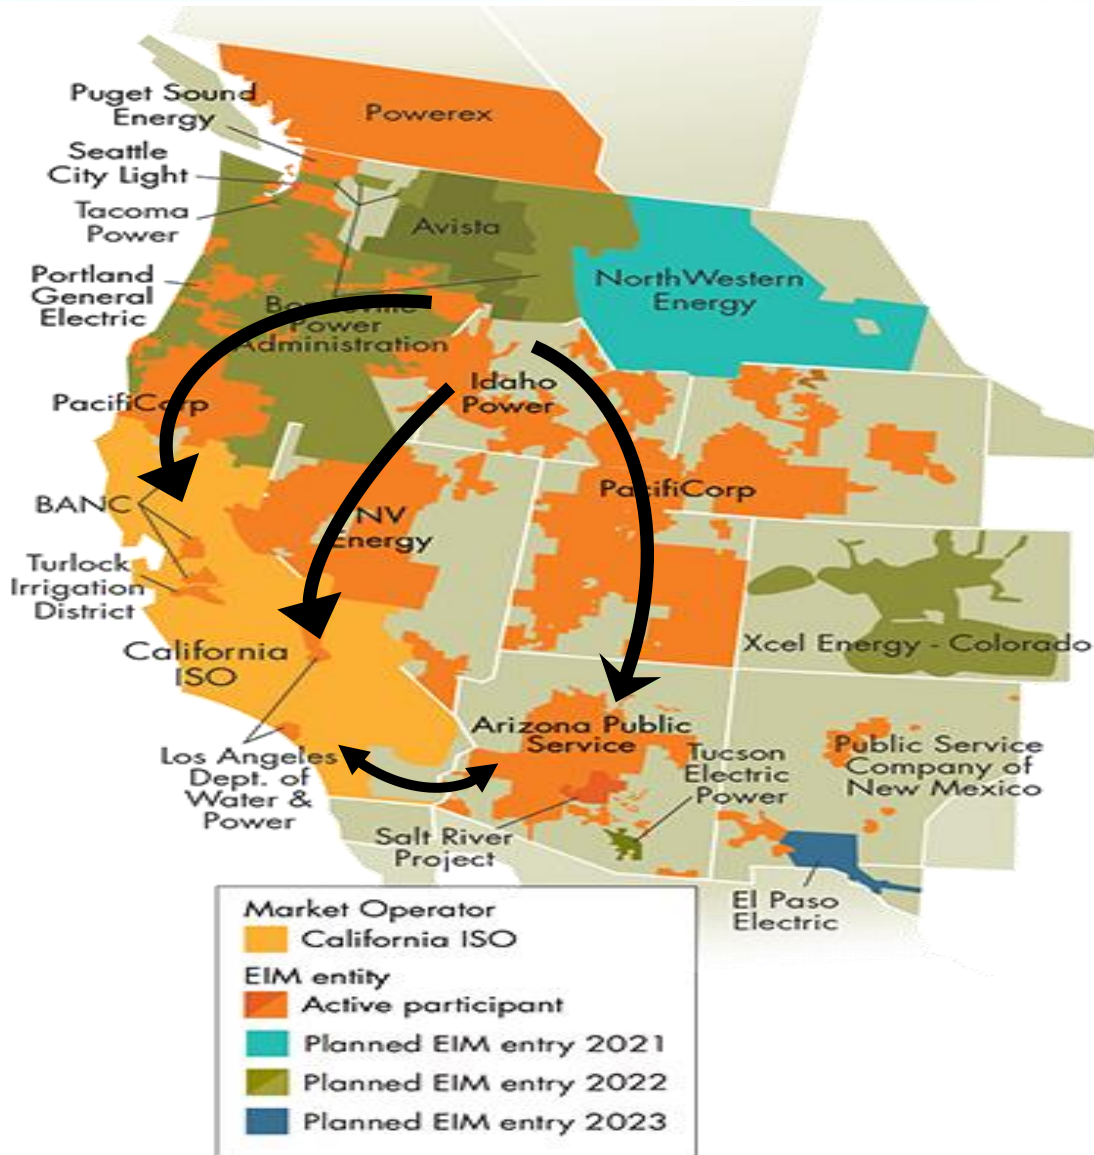 Powerex
Puget Sound
Energy
Seattle
City Light
Tacoma
Power
Avista
Portland
General
Electric
NorthWestern
Energy
Bonneville
Power
Administration
PacifiCorp
Idaho
Power
PacifiCorp
BANC
NV
Energy
Turlock
Irrigation
District
California
ISO
Xcel Energy - Colorado
Los Angeles
Dept. of
Water &
Power
Arizona Public
Service
Tucson
Electric
Power
Public Service
Company of
New Mexico
Salt River
Project
El Paso
Electric
Market Operator
California ISO
EIM entity
Active participant
Planned EIM entry 2021
Planned EIM entry 2022
Planned EIM entry 2023